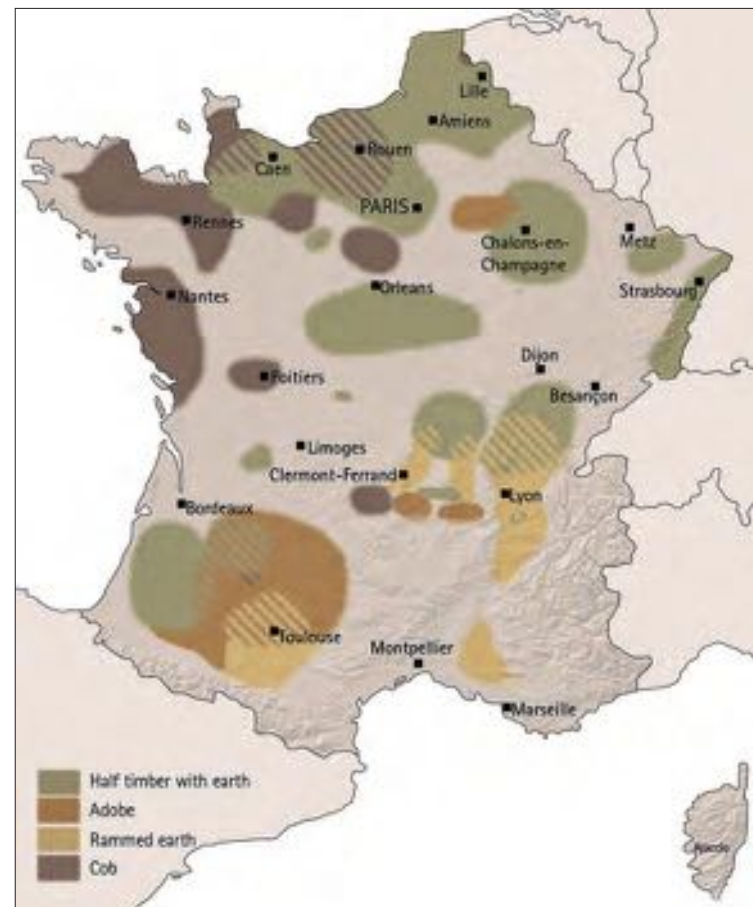 Lille
Amiens
Rouen
Caen
PARIS
Rennes
Chalons-en-
Champagne
Metz
Strasbourg
Nantes
Orleans
Dijon
Besançon
Poitiers
Limoges
Clermont-Ferrand
Lyon
Bordeaux
Toulouse
Montpellier
Marseille
Half timber with earth
Adobe
Rammed earth
Cob